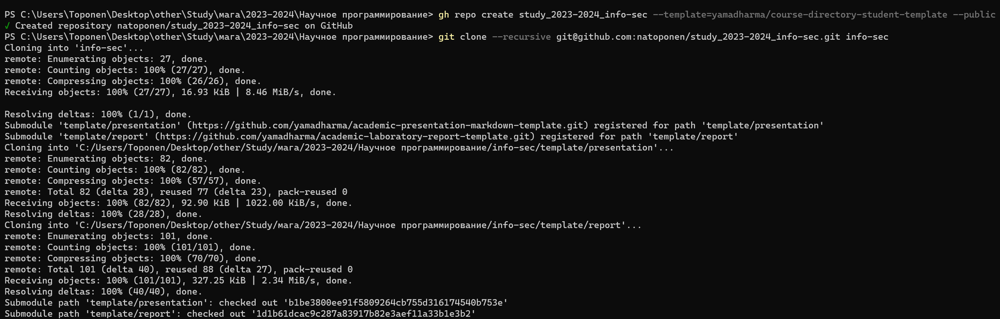 PS C:\Users\Toponen\Desktop\other\Study\мага\2023-2024\Научное программирование> gh repo create study_2023-2024_info-sec --template=yamadharma/course-directory-student-template --public
✓ Created repository natoponen/study_2023-2024_info-sec on GitHub
PS C:\Users\Toponen\Desktop\other\Study\мага\2023-2024\Научное программирование> git clone --recursive git@github.com:natoponen/study_2023-2024_info-sec.git info-sec
Cloning into 'info-sec'...
remote: Enumerating objects: 27, done.
remote: Counting objects: 100% (27/27), done.
remote: Compressing objects: 100% (26/26), done.
Receiving objects: 100% (27/27), 16.93 KiB | 8.46 MiB/s, done.
Resolving deltas: 100% (1/1), done.
Submodule 'template/presentation' (https://github.com/yamadharma/academic-presentation-markdown-template.git) registered for path 'template/presentation'
Submodule 'template/report' (https://github.com/yamadharma/academic-laboratory-report-template.git) registered for path 'template/report'
Cloning into 'C:/Users/Toponen/Desktop/other/Study/мага/2023-2024/Научное программирование/info-sec/template/presentation'...
remote: Enumerating objects: 82, done.
remote: Counting objects: 100% (82/82), done.
remote: Compressing objects: 100% (57/57), done.
remote: Total 82 (delta 28), reused 77 (delta 23), pack-reused 0
Receiving objects: 100% (82/82), 92.90 KiB | 1022.00 KiB/s, done.
Resolving deltas: 100% (28/28), done.
Cloning into 'C:/Users/Toponen/Desktop/other/Study/мага/2023-2024/Научное программирование/info-sec/template/report'...
remote: Enumerating objects: 101, done.
remote: Counting objects: 100% (101/101), done.
remote: Compressing objects: 100% (70/70), done.
remote: Total 101 (delta 40), reused 88 (delta 27), pack-reused 0
Receiving objects: 100% (101/101), 327.25 KiB | 2.34 MiB/s, done.
Resolving deltas: 100% (40/40), done.
Submodule path 'template/presentation': checked out 'b1be3800ee91f5809264cb755d316174540b753e'
Submodule path 'template/report': checked out '1d1b61dcac9c287a83917b82e3aef11a33b1e3b2'